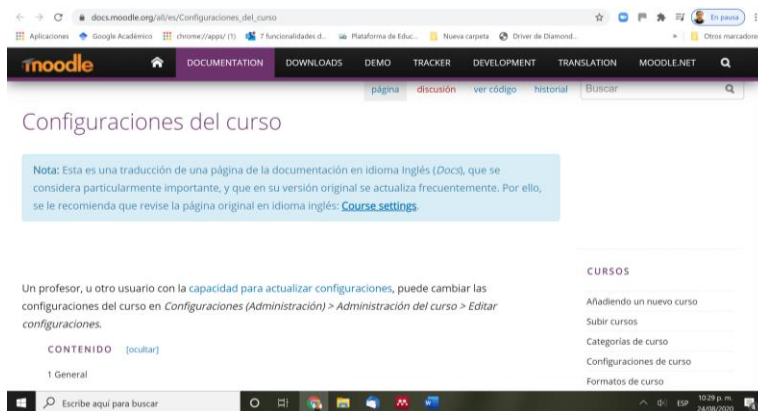 docs.moodle.org/all/es/Configuraciones_del_curso
En pausa
Aplicaciones Google Académico chrome://apps/ (1) 7 funcionalidades d... Plataforma de Educ... Nueva carpeta Driver de Diamond... » Otros marcadores
moodle DOCUMENTATION DOWNLOADS DEMO TRACKER DEVELOPMENT TRANSLATION MOODLE.NET
página discusión ver código historial Buscar
Configuraciones del curso
Nota: Esta es una traducción de una página de la documentación en idioma Inglés (Docs), que se
considera particularmente importante, y que en su versión original se actualiza frecuentemente. Por ello,
se le recomienda que revise la página original en idioma inglés: Course settings.
Un profesor, u otro usuario con la capacidad para actualizar configuraciones, puede cambiar las
configuraciones del curso en Configuraciones (Administración) > Administración del curso > Editar
configuraciones.
CONTENIDO [ocultar]
1 General
CURSOS
Añadiendo un nuevo curso
Subir cursos
Categorías de curso
Configuraciones de curso
Formatos de curso
Escribe aquí para buscar
ESP
10:29 p. m.
24/08/2020